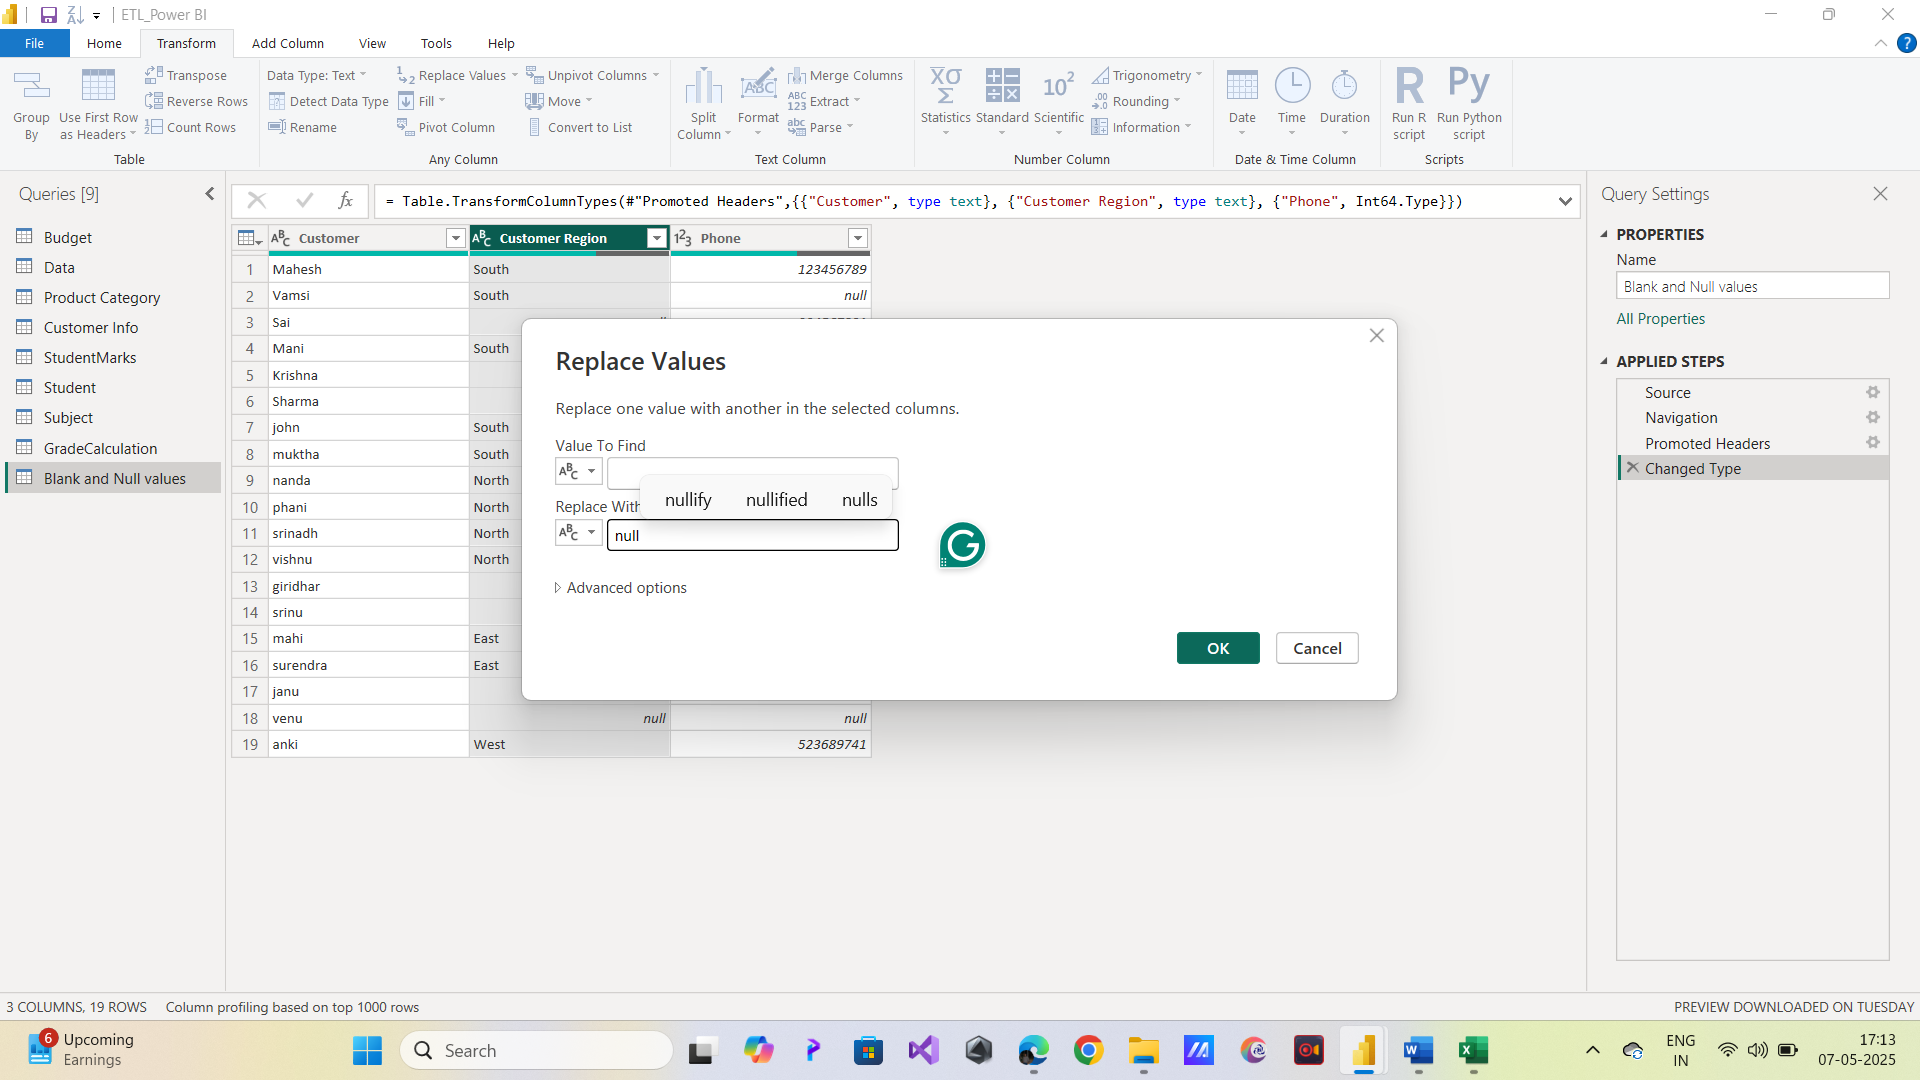 ETL_Power BI
File Home Transform Add Column View Tools Help
Group By
Use First Row as Headers
Transpose
Reverse Rows
Count Rows
Table
Data Type: Text
Detect Data Type
Rename
Replace Values
Fill
Pivot Column
Unpivot Columns
Move
Convert to List
Any Column
Split Column
Format
Merge Columns
Extract
Parse
Text Column
Statistics
Standard
Scientific
Trigonometry
Rounding
Information
Number Column
Date
Time
Duration
Date & Time Column
Run R script
Run Python script
Scripts
Queries [9]
Budget
Data
Product Category
Customer Info
StudentMarks
Student
Subject
GradeCalculation
Blank and Null values
= Table.TransformColumnTypes(#"Promoted Headers",{{"Customer", type text}, {"Customer Region", type text}, {"Phone", Int64.Type}})
Customer Customer Region Phone
1 Mahesh South 123456789
2 Vamsi South null
3 Sai
4 Mani South
5 Krishna
6 Sharma
7 john South
8 muktha South
9 nanda North
10 phani North
11 srinadh North
12 vishnu North
13 giridhar
14 srinu
15 mahi East
16 surendra East
17 janu
18 venu null null
19 anki West 523689741
Replace Values
Replace one value with another in the selected columns.
Value To Find
nullify nullified nulls
Replace With
null
Advanced options
OK Cancel
Query Settings
PROPERTIES
Name
Blank and Null values
All Properties
APPLIED STEPS
Source
Navigation
Promoted Headers
Changed Type
3 COLUMNS, 19 ROWS Column profiling based on top 1000 rows
PREVIEW DOWNLOADED ON TUESDAY
6 Upcoming
Earnings
Search
ENG
IN
17:13
07-05-2025